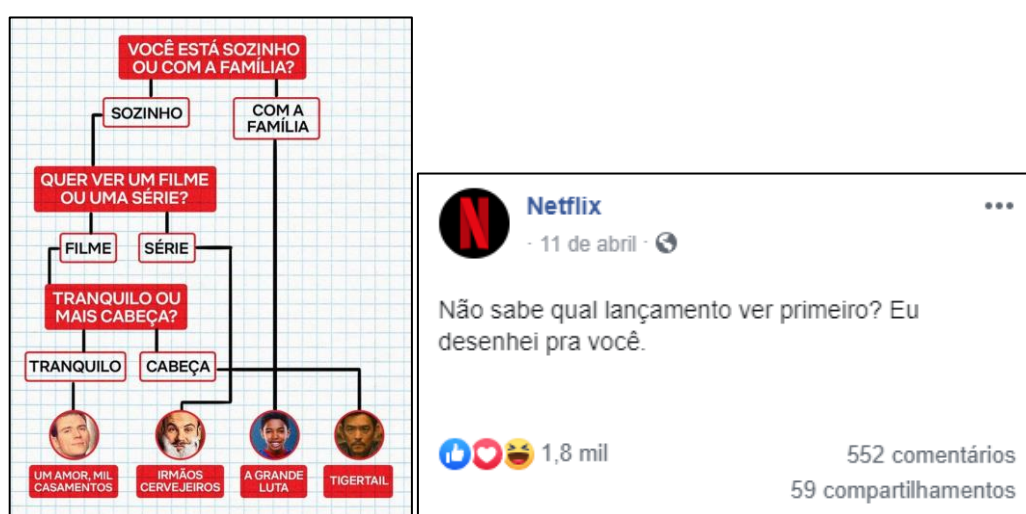 VOCÊ ESTÁ SOZINHO
OU COM A FAMÍLIA?
SOZINHO
COM A
FAMÍLIA
QUER VER UM FILME
OU UMA SÉRIE?
FILME
SÉRIE
TRANQUILO OU
MAIS CABEÇA?
TRANQUILO
CABEÇA
UM AMOR, MIL
CASAMENTOS
IRMÃOS
CERVEJEIROS
A GRANDE
LUTA
TIGERTAIL
N
Netflix
· 11 de abril ·
Não sabe qual lançamento ver primeiro? Eu
desenhei pra você.
1,8 mil
552 comentários
59 compartilhamentos